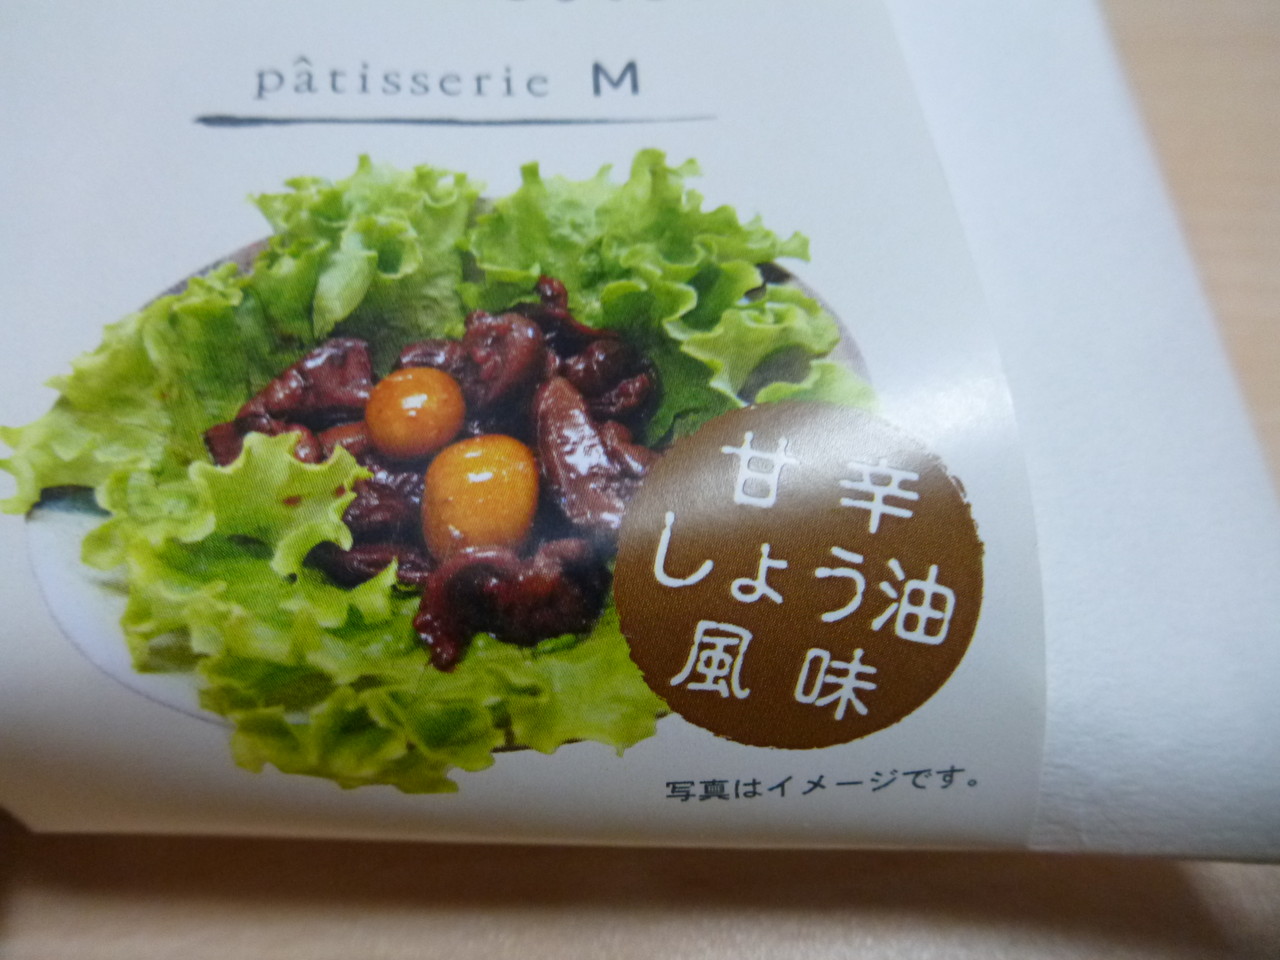 pâtisserie M
甘辛
しょう油
風味
写真はイメージです。